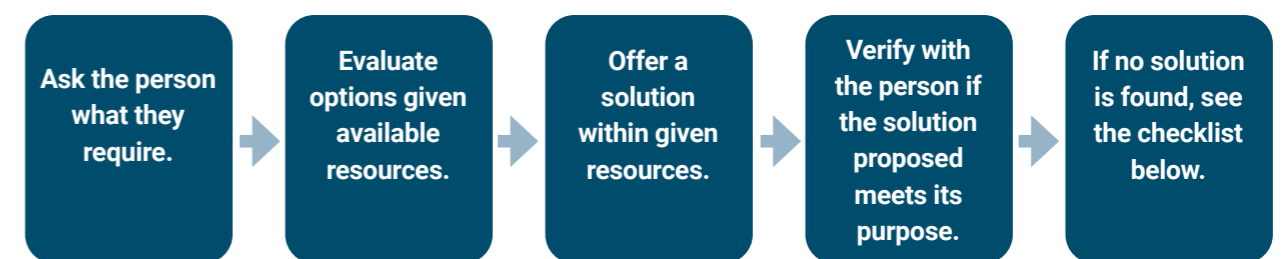 Ask the person
what they
require.
Evaluate
options given
available
resources.
Offer a
solution
within given
resources.
Verify with
the person if
the solution
proposed
meets its
purpose.
If no solution
is found, see
the checklist
below.